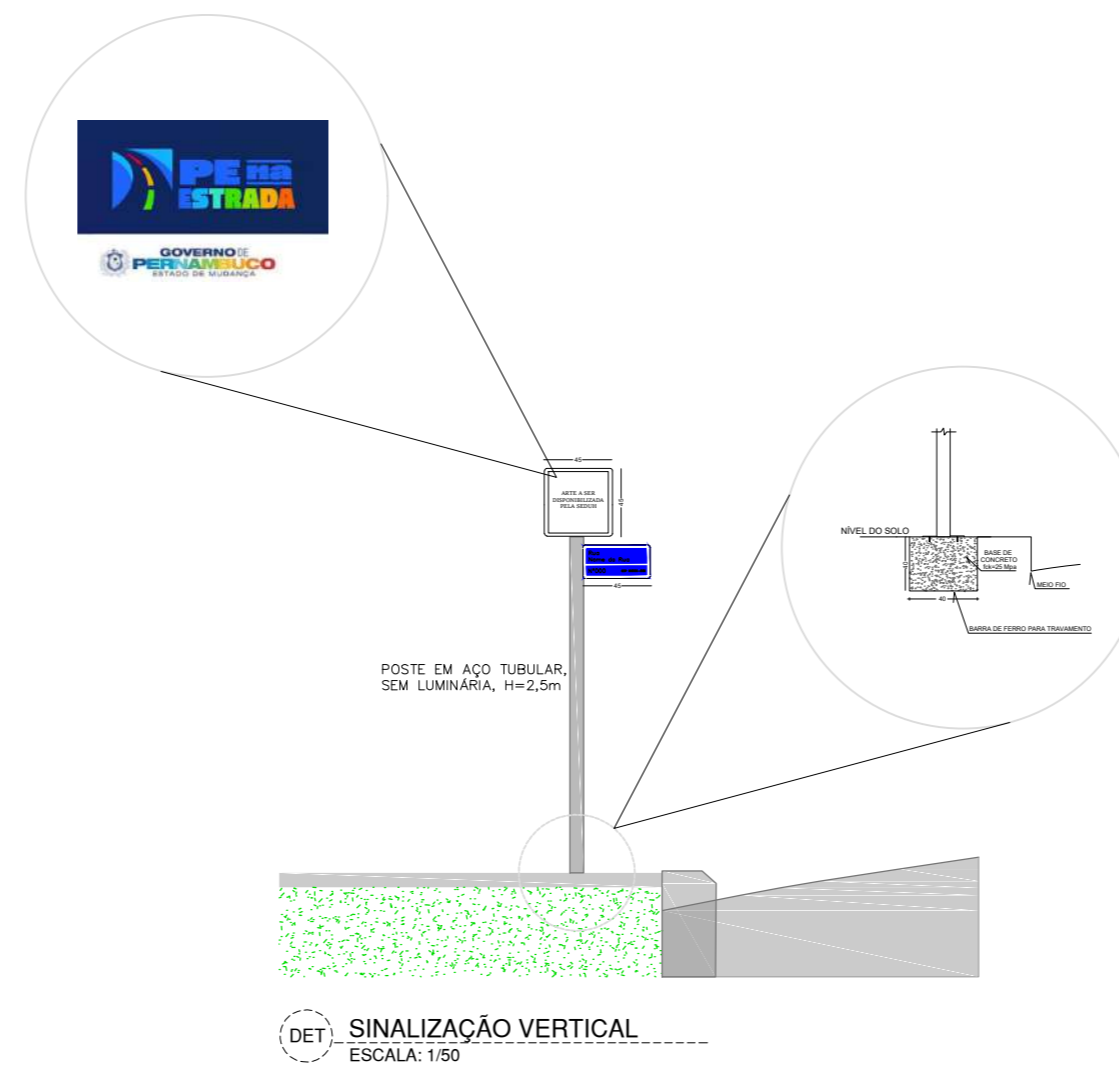 PE na
ESTRADA
GOVERNO DE
PERNAMBUCO
ESTADO DE MUDANÇA
45
ARTE A SER
DISPONIBILIZADA
PELA SEDUH
45
45
POSTE EM AÇO TUBULAR,
SEM LUMINÁRIA, H=2,5m
NÍVEL DO SOLO
BASE DE
CONCRETO
fck=25 Mpa
40
MEIO FIO
BARRA DE FERRO PARA TRAVAMENTO
DET
SINALIZAÇÃO VERTICAL
ESCALA: 1/50